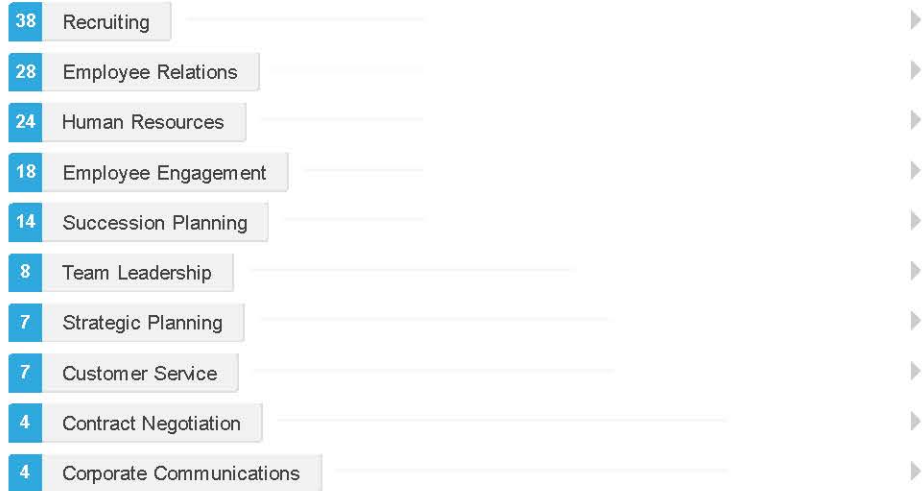 38 Recruiting
28 Employee Relations
24 Human Resources
18 Employee Engagement
14 Succession Planning
8 Team Leadership
7 Strategic Planning
7 Customer Service
4 Contract Negotiation
4 Corporate Communications